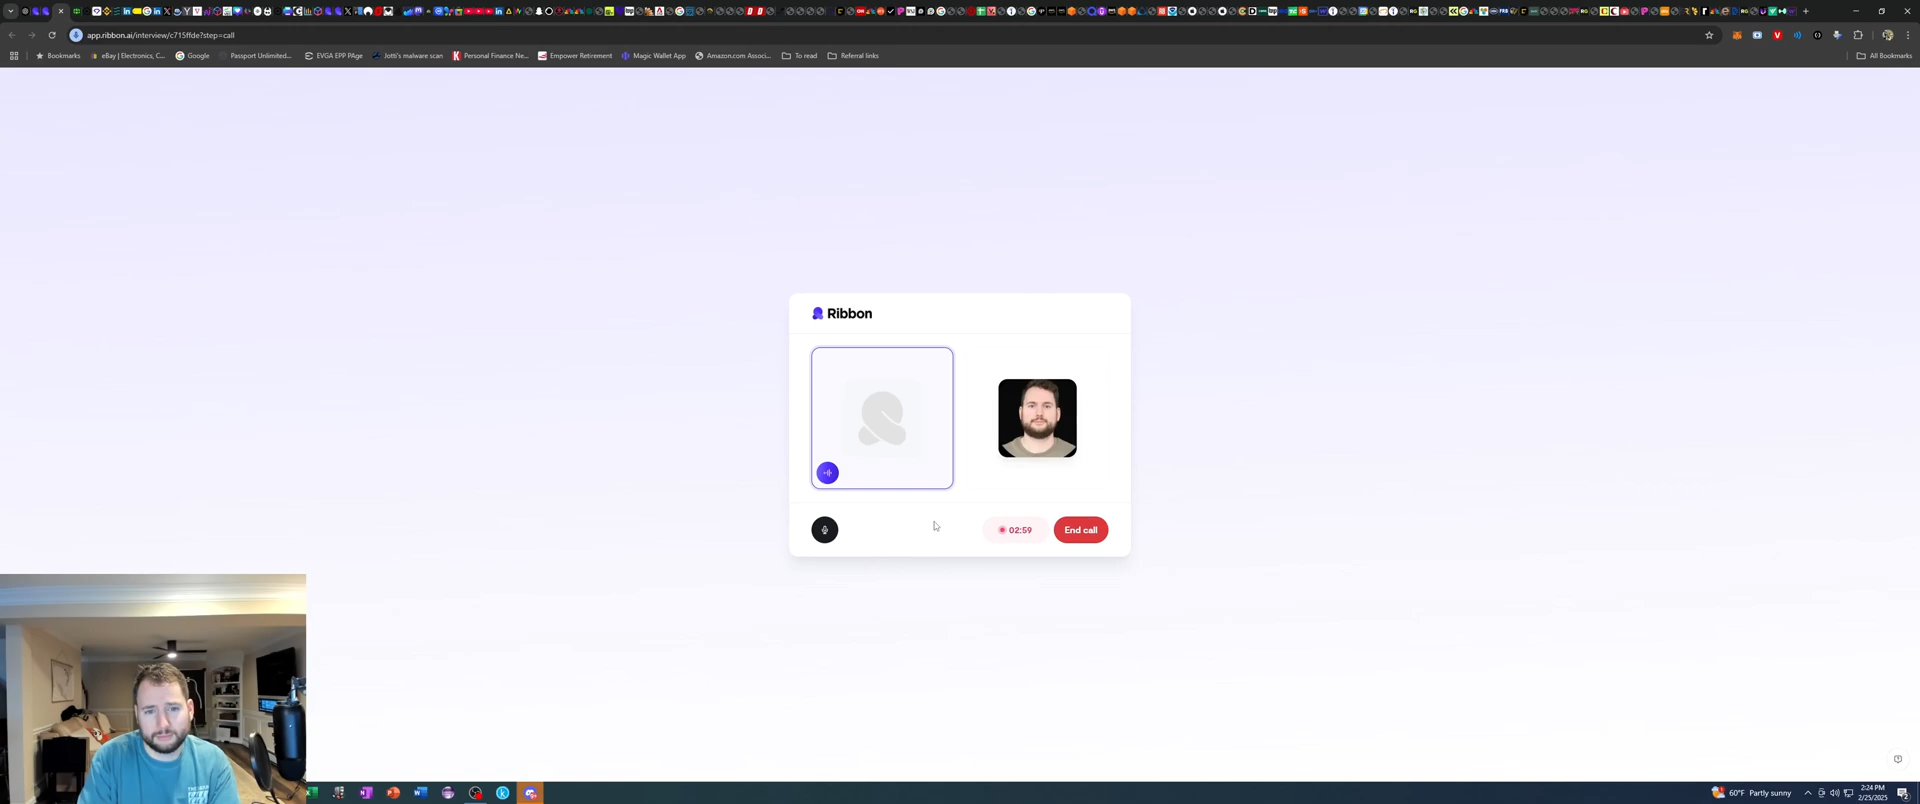 app.ribbon.ai/interview/c715ffde?step=call
Bookmarks
eBay | Electronics, C...
Google
Passport Unlimited...
EVGA EPP PAge
Jotti's malware scan
Personal Finance Ne...
Empower Retirement
Magic Wallet App
Amazon.com Associ...
To read
Referral links
All Bookmarks
Ribbon
02:59
End call
60°F Partly sunny
2:24 PM
2/25/2025